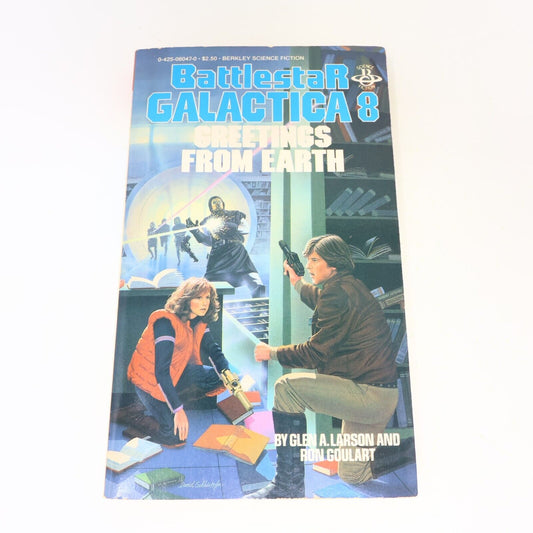 0-425-06047-0 • $2.50 • BERKLEY SCIENCE FICTION
BattlestaR
GALACTICA 8
GREETINGS
FROM EARTH
BY GLEN A. LARSON AND
RON GOULART